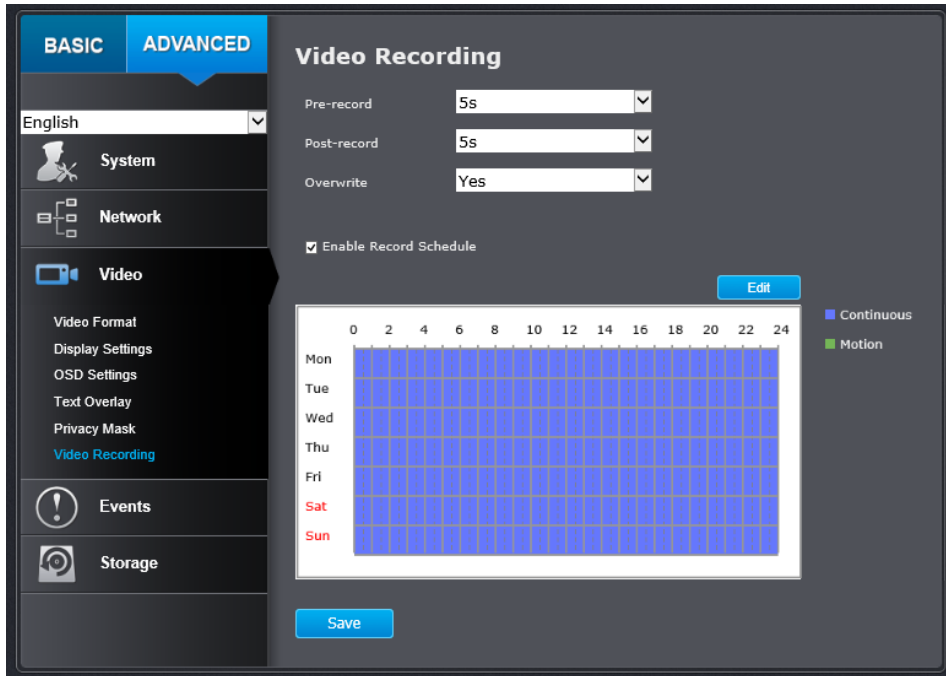 BASIC ADVANCED
English
System
Network
Video
Video Format
Display Settings
OSD Settings
Text Overlay
Privacy Mask
Video Recording
Events
Storage
Video Recording
Pre-record 5s
Post-record 5s
Overwrite Yes
Enable Record Schedule
Edit
0 2 4 6 8 10 12 14 16 18 20 22 24
Mon
Tue
Wed
Thu
Fri
Sat
Sun
Continuous
Motion
Save